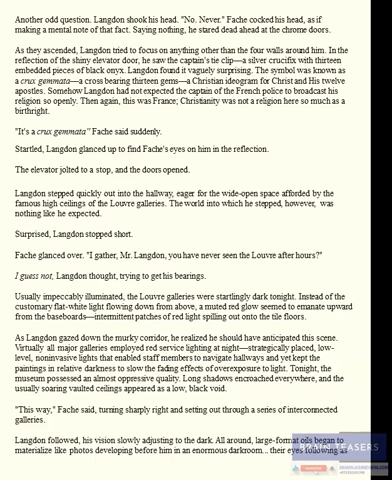 Another odd question. Langdon shook his head. "No. Never." Fache cocked his head, as if
making a mental note of that fact. Saying nothing, he stared dead ahead at the chrome doors.
As they ascended, Langdon tried to focus on anything other than the four walls around him. In the
reflection of the shiny elevator door, he saw the captain's tie clip—a silver crucifix with thirteen
embedded pieces of black onyx. Langdon found it vaguely surprising. The symbol was known as
a crux gemmata—a cross bearing thirteen gems—a Christian ideogram for Christ and His twelve
apostles. Somehow Langdon had not expected the captain of the French police to broadcast his
religion so openly. Then again, this was France; Christianity was not a religion here so much as a
birthright.
"It's a crux gemmata" Fache said suddenly.
Startled, Langdon glanced up to find Fache's eyes on him in the reflection.
The elevator jolted to a stop, and the doors opened.
Langdon stepped quickly out into the hallway, eager for the wide-open space afforded by the
famous high ceilings of the Louvre galleries. The world into which he stepped, however, was
nothing like he expected.
Surprised, Langdon stopped short.
Fache glanced over. "I gather, Mr. Langdon, you have never seen the Louvre after hours?"
I guess not, Langdon thought, trying to get his bearings.
Usually impeccably illuminated, the Louvre galleries were startlingly dark tonight. Instead of the
customary flat-white light flowing down from above, a muted red glow seemed to emanate upward
from the baseboards—intermittent patches of red light spilling out onto the tile floors.
As Langdon gazed down the murky corridor, he realized he should have anticipated this scene.
Virtually all major galleries employed red service lighting at night—strategically placed, low-
level, noninvasive lights that enabled staff members to navigate hallways and yet kept the
paintings in relative darkness to slow the fading effects of overexposure to light. Tonight, the
museum possessed an almost oppressive quality. Long shadows encroached everywhere, and the
usually soaring vaulted ceilings appeared as a low, black void.
"This way," Fache said, turning sharply right and setting out through a series of interconnected
galleries.
Langdon followed, his vision slowly adjusting to the dark. All around, large-format oils began to
materialize like photos developing before him in an enormous darkroom... their eyes following as
TEASERS